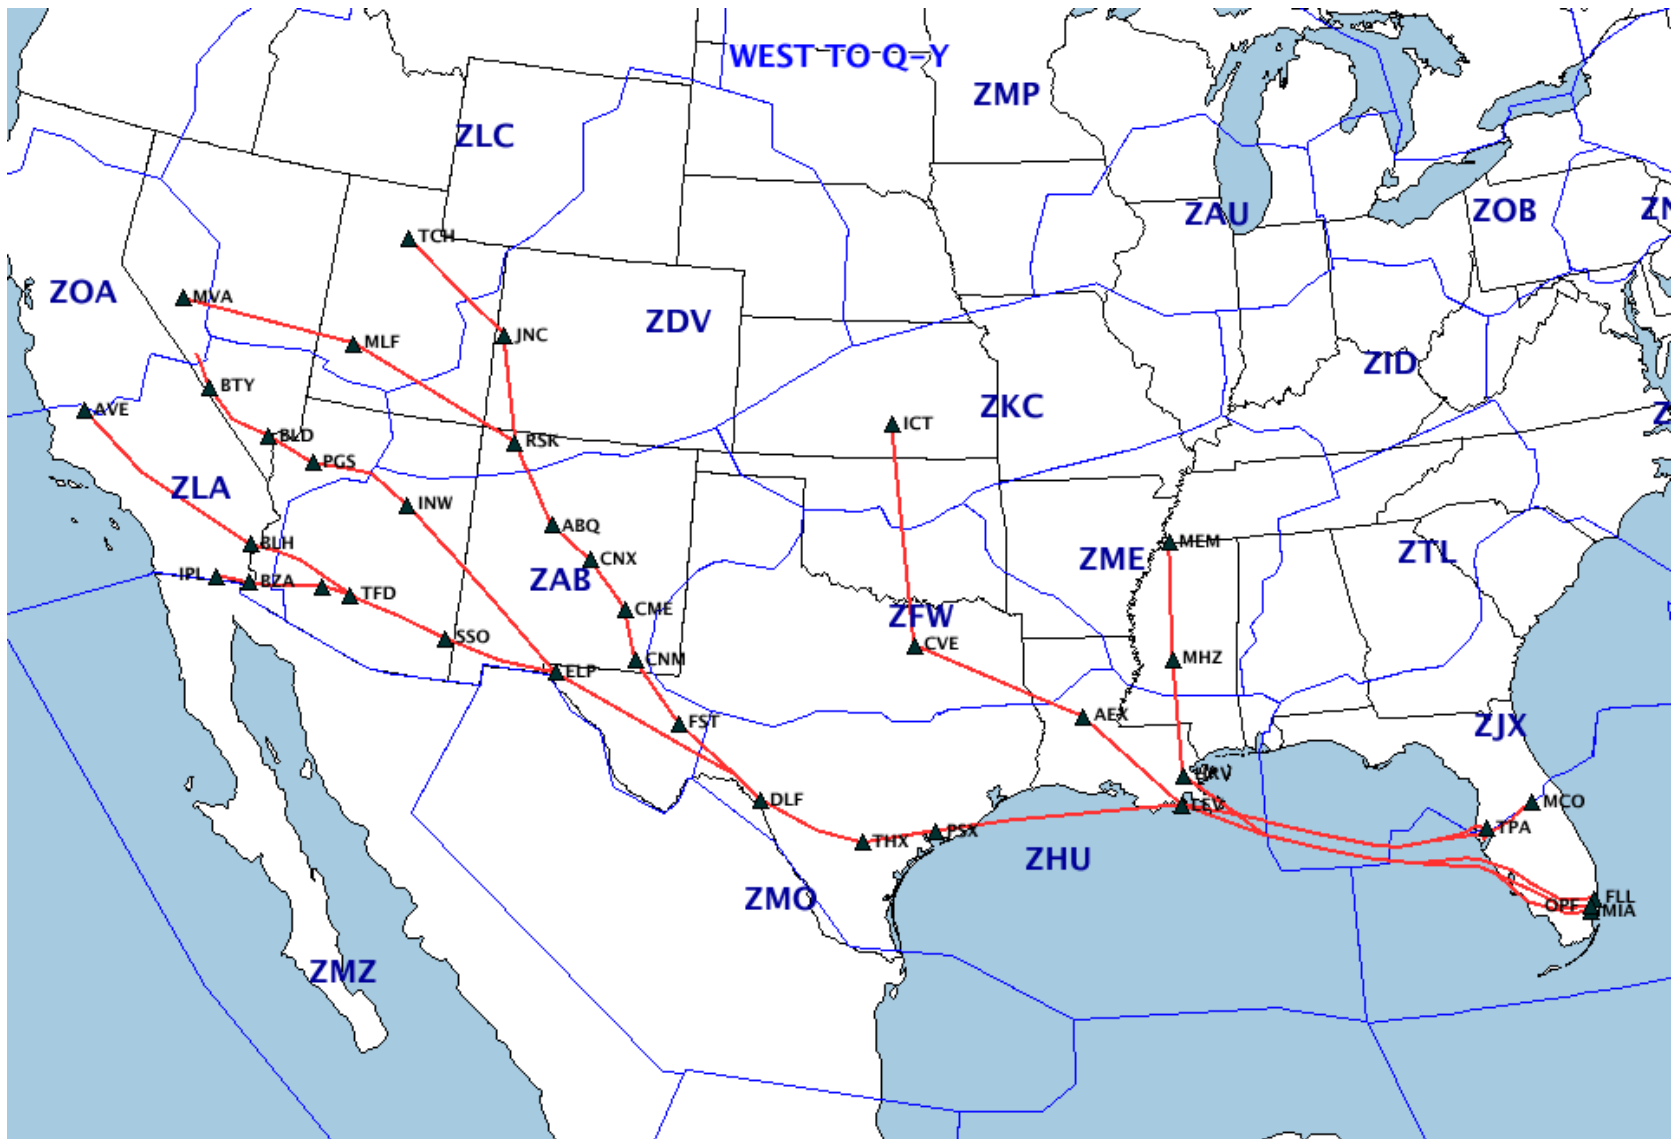 WEST TO Q-Y
ZMP
ZLC
ZAU
ZOB
ZN
TCH
ZOA
MVA
ZDV
JNC
MLF
ZID
BTY
ZKC
AVE
ICT
BLD
RSK
PGS
ZLA
INW
ABQ
BLH
MEM
ZME
ZTL
CNX
IPL
BZA
ZAB
TFD
CME
ZFW
SSO
CVE
CNM
MHZ
ELP
AEX
FST
ZJX
HRV
DLF
LEV
MCO
TPA
PSX
THX
ZHU
ZMO
FLL
OPF
MIA
ZMZ